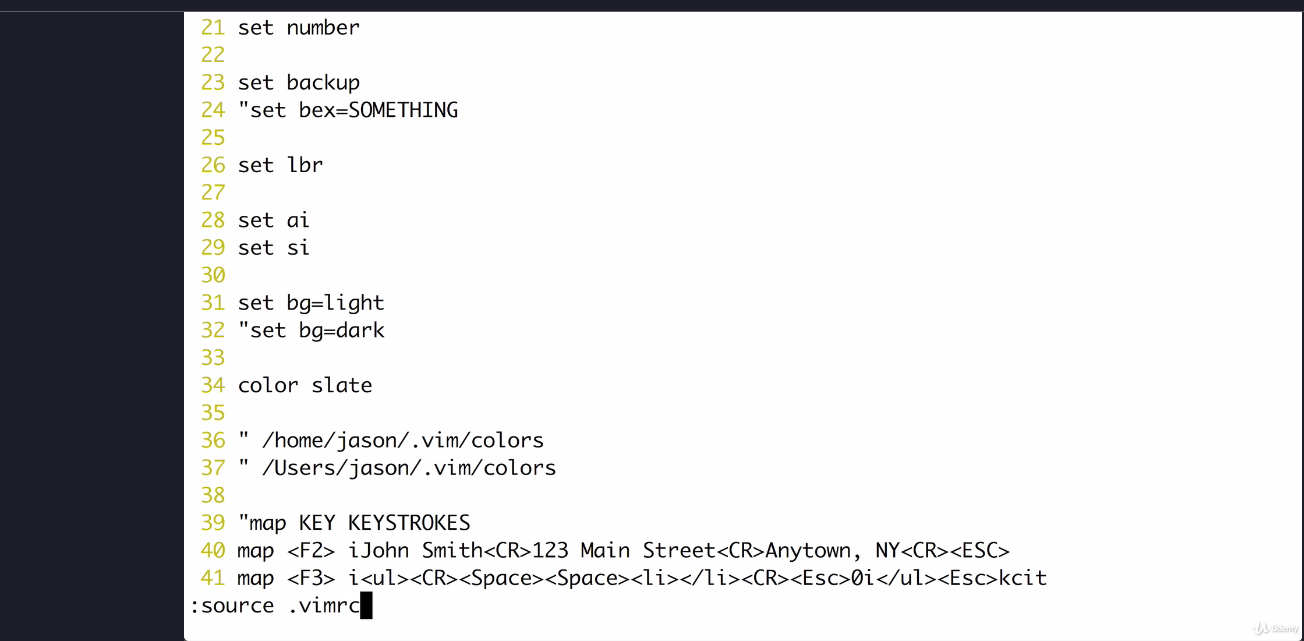 21 set number
22
23 set backup
24 "set bex=SOMETHING
25
26 set lbr
27
28 set ai
29 set si
30
31 set bg=light
32 "set bg=dark
33
34 color slate
35
36 " /home/jason/.vim/colors
37 " /Users/jason/.vim/colors
38
39 "map KEY KEYSTROKES
40 map <F2> iJohn Smith<CR>123 Main Street<CR>Anytown, NY<CR><ESC>
41 map <F3> i<ul><CR><Space><Space><li></li><CR><Esc>0i</ul><Esc>kcit
:source .vimrc
Udemy